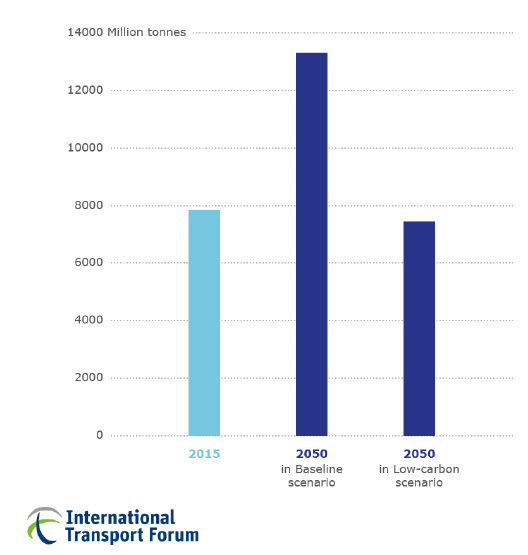 14000 Million tonnes
12000
10000
8000
6000
4000
2000
0
2015
2050
in Baseline
scenario
2050
in Low-carbon
scenario
International
Transport Forum